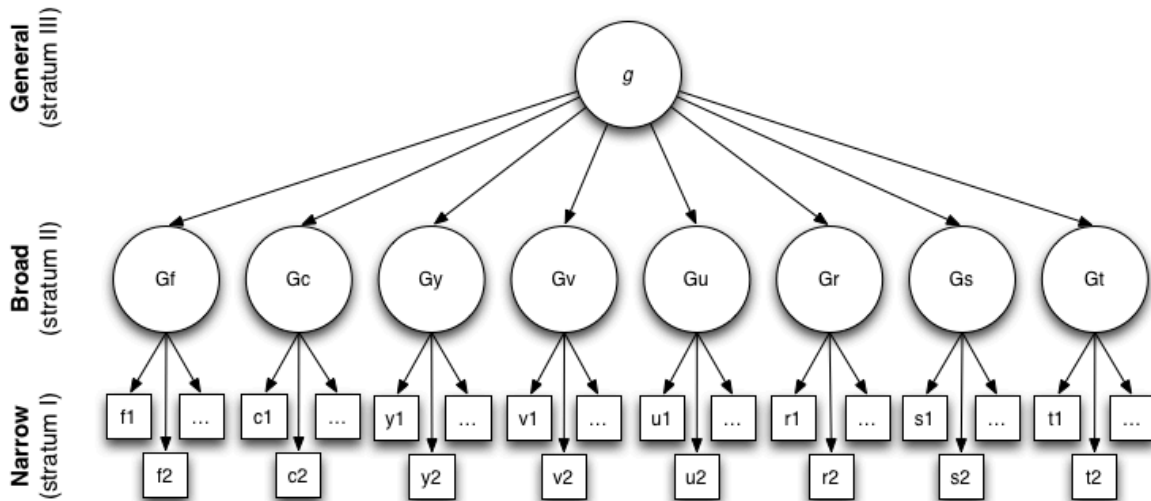 General
(stratum III)
g
Broad
(stratum II)
Gf
Gc
Gy
Gv
Gu
Gr
Gs
Gt
Narrow
(stratum I)
f1
...
c1
...
y1
...
v1
...
u1
...
r1
...
s1
...
t1
...
f2
c2
y2
v2
u2
r2
s2
t2